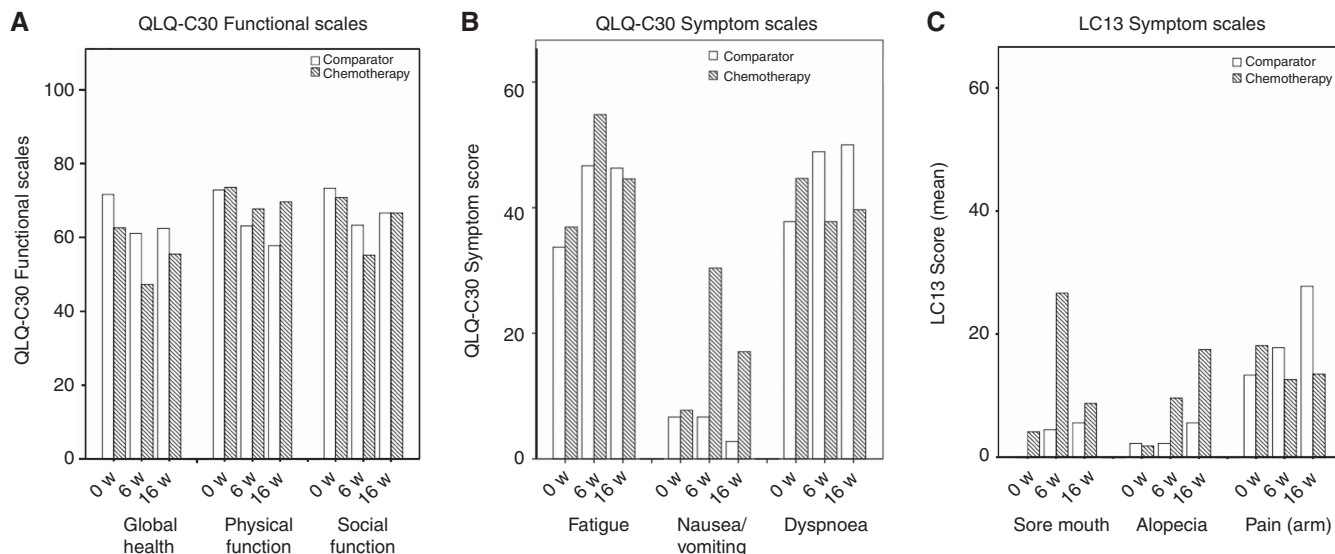 A
QLQ-C30 Functional scales
Comparator
Chemotherapy
QLQ-C30 Functional scales
100
80
60
40
20
0
0 w 6 w 16 w 0 w 6 w 16 w 0 w 6 w 16 w
Global health
Physical function
Social function
B
QLQ-C30 Symptom scales
Comparator
Chemotherapy
QLQ-C30 Symptom score
60
40
20
0
0 w 6 w 16 w 0 w 6 w 16 w 0 w 6 w 16 w
Fatigue
Nausea/
vomiting
Dyspnoea
C
LC13 Symptom scales
Comparator
Chemotherapy
LC13 Score (mean)
60
40
20
0
0 w 6 w 16 w 0 w 6 w 16 w 0 w 6 w 16 w
Sore mouth
Alopecia
Pain (arm)